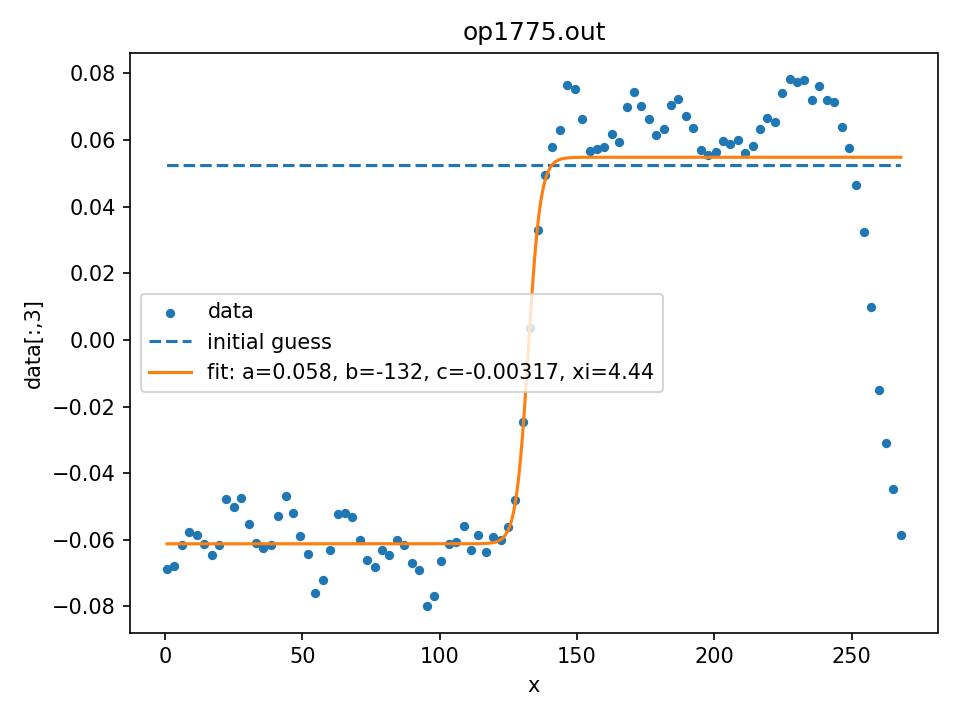 op1775.out
0.08
0.06
0.04
0.02
0.00
−0.02
−0.04
−0.06
−0.08
data[:,3]
data
initial guess
fit: a=0.058, b=-132, c=-0.00317, xi=4.44
0 50 100 150 200 250
x